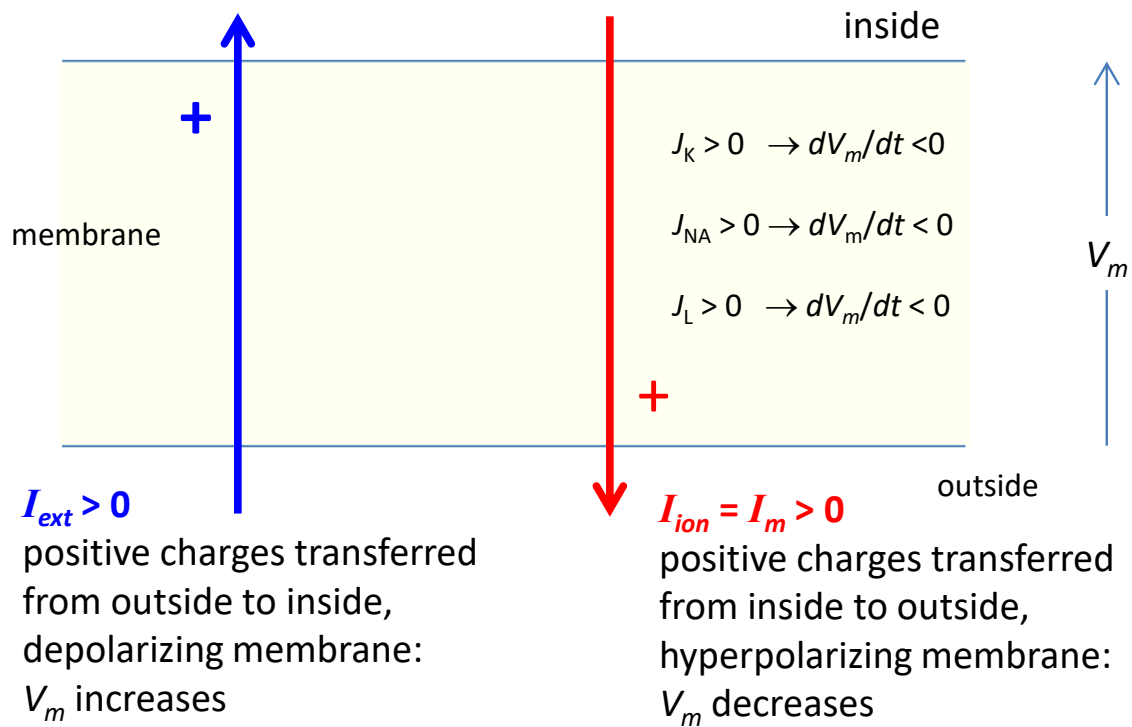 inside
+
J_K > 0 → dV_m/dt <0
membrane
J_NA > 0 → dV_m/dt < 0
V_m
J_L > 0 → dV_m/dt < 0
+
outside
I_ext > 0
positive charges transferred
from outside to inside,
depolarizing membrane:
V_m increases
I_ion = I_m > 0
positive charges transferred
from inside to outside,
hyperpolarizing membrane:
V_m decreases